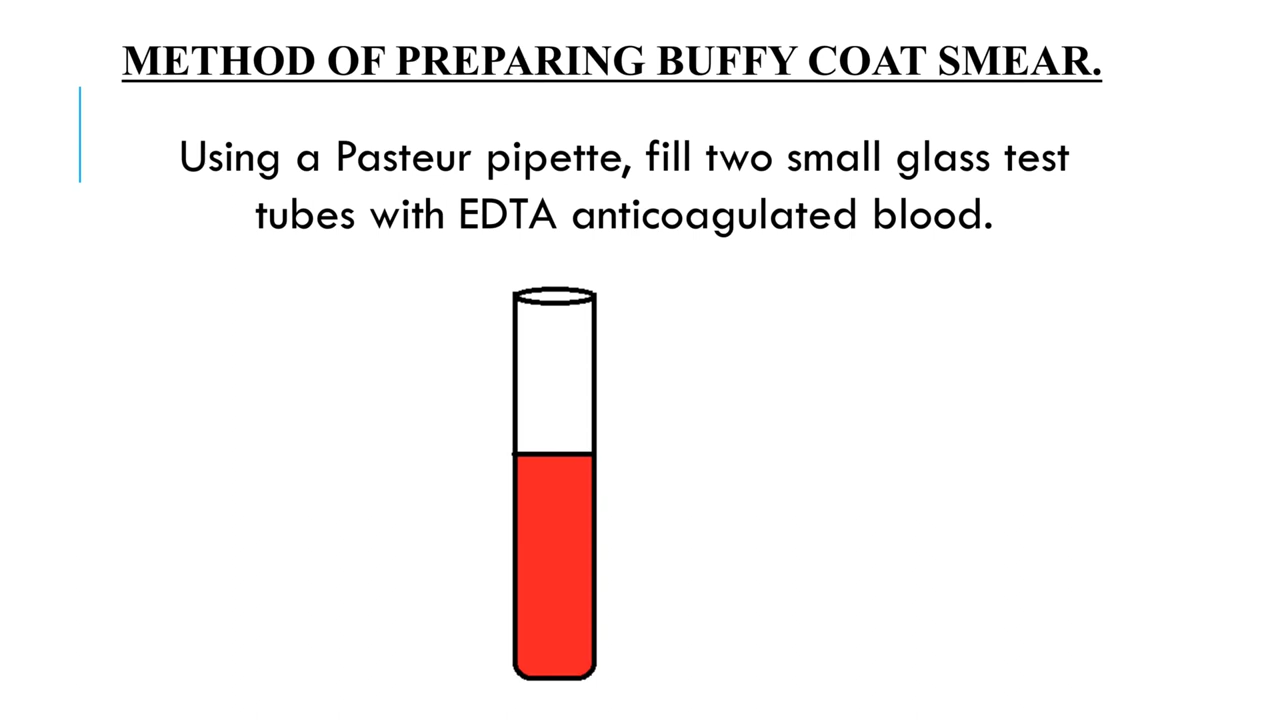 METHOD OF PREPARING BUFFY COAT SMEAR.
Using a Pasteur pipette, fill two small glass test
tubes with EDTA anticoagulated blood.